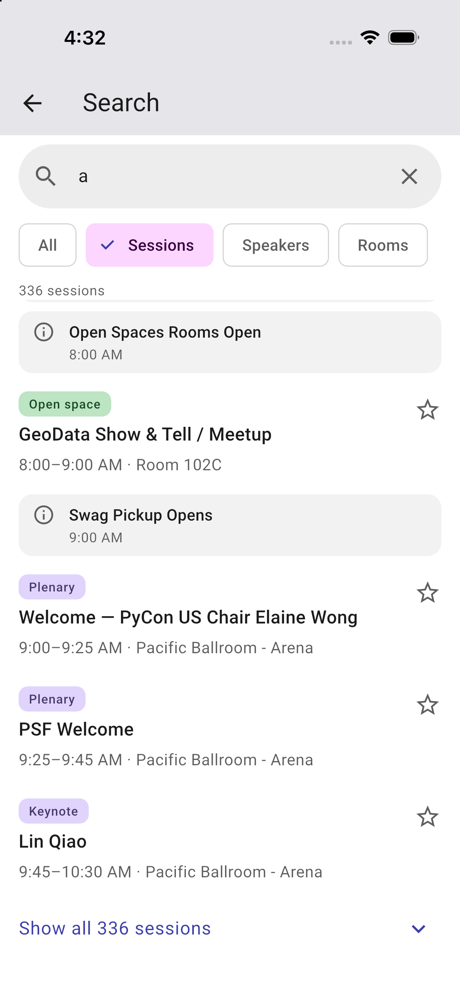 4:32
Search
a
All
Sessions
Speakers
Rooms
336 sessions
Open Spaces Rooms Open
8:00 AM
Open space
GeoData Show & Tell / Meetup
8:00–9:00 AM · Room 102C
Swag Pickup Opens
9:00 AM
Plenary
Welcome — PyCon US Chair Elaine Wong
9:00–9:25 AM · Pacific Ballroom - Arena
Plenary
PSF Welcome
9:25–9:45 AM · Pacific Ballroom - Arena
Keynote
Lin Qiao
9:45–10:30 AM · Pacific Ballroom - Arena
Show all 336 sessions